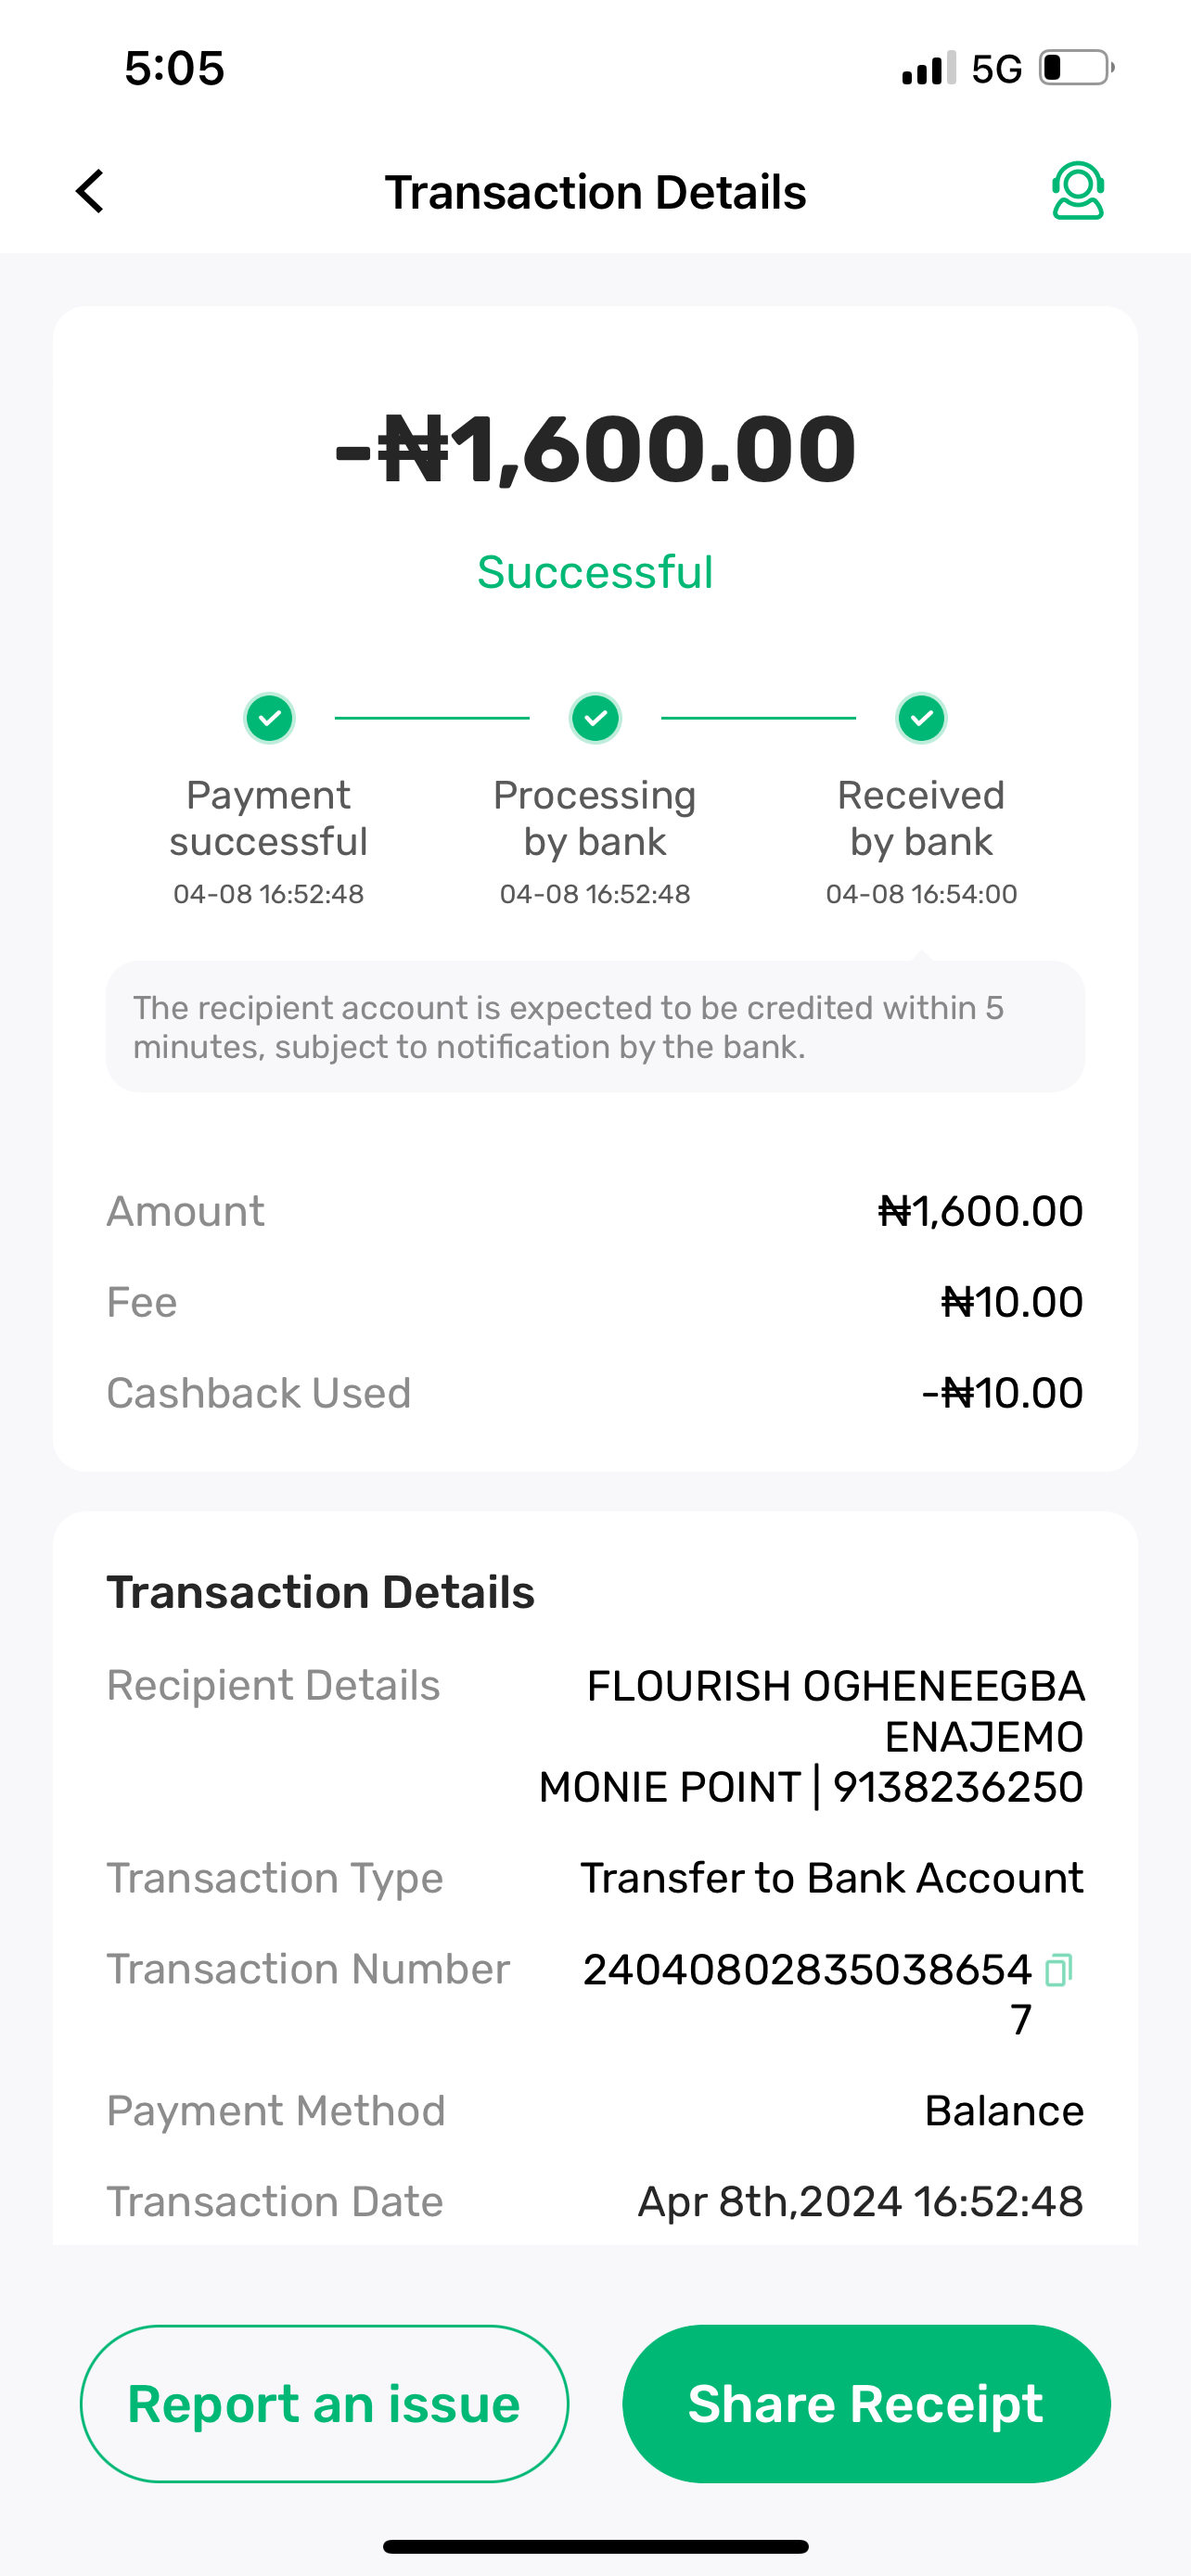 5:05
5G
Transaction Details
-₦1,600.00
Successful
Payment successful
04-08 16:52:48
Processing by bank
04-08 16:52:48
Received by bank
04-08 16:54:00
The recipient account is expected to be credited within 5
minutes, subject to notification by the bank.
Amount ₦1,600.00
Fee ₦10.00
Cashback Used -₦10.00
Transaction Details
Recipient Details FLOURISH OGHENEEGBA
ENAJEMO
MONIE POINT | 9138236250
Transaction Type Transfer to Bank Account
Transaction Number 24040802835038654
7
Payment Method Balance
Transaction Date Apr 8th,2024 16:52:48
Report an issue
Share Receipt